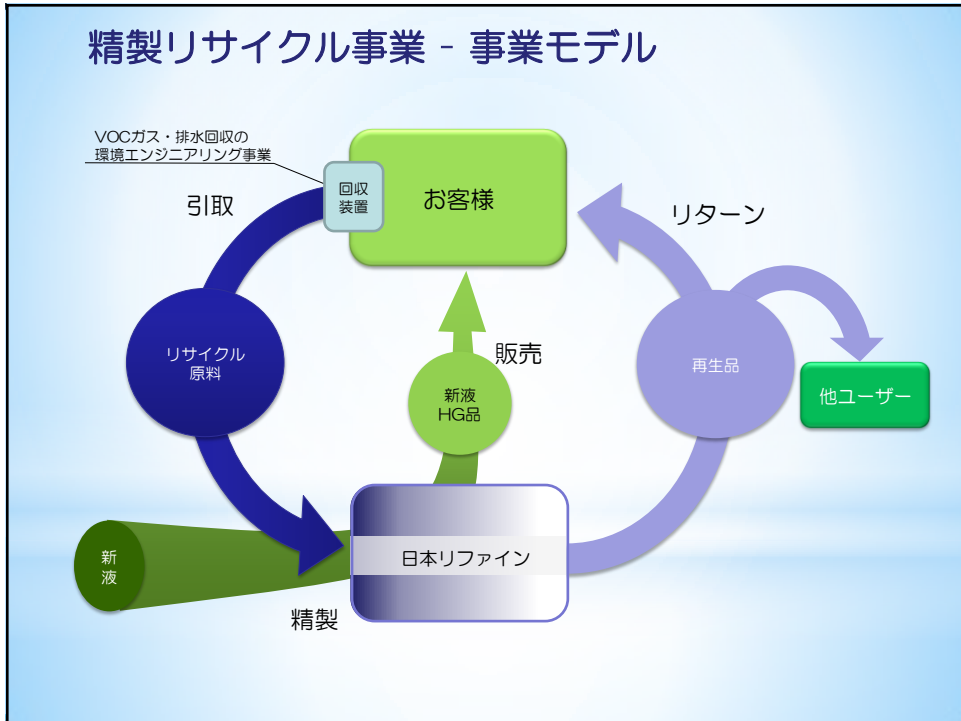 精製リサイクル事業 - 事業モデル
VOCガス・排水回収の
環境エンジニアリング事業
回収
装置
お客様
引取
リターン
リサイクル
原料
販売
再生品
新液
HG品
他ユーザー
新
液
日本リファイン
精製